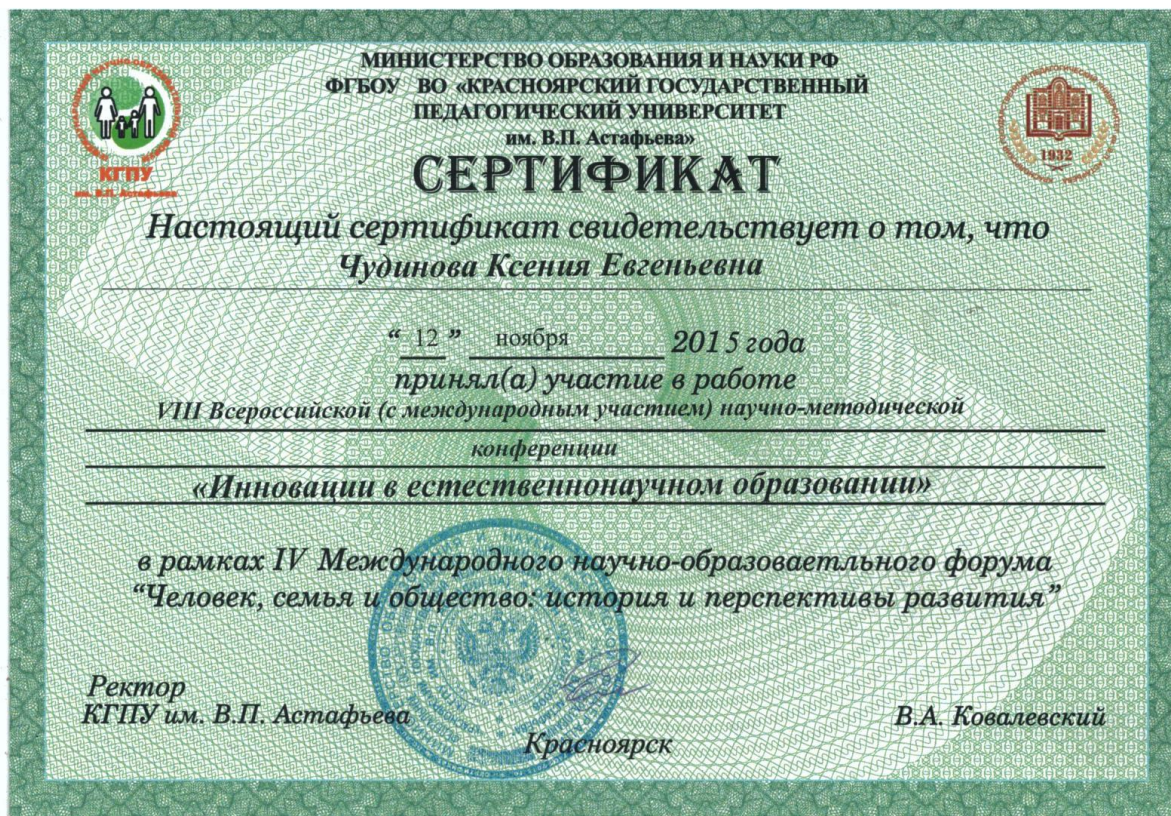 МИНИСТЕРСТВО ОБРАЗОВАНИЯ И НАУКИ РФ
ФГБОУ ВО «КРАСНОЯРСКИЙ ГОСУДАРСТВЕННЫЙ
ПЕДАГОГИЧЕСКИЙ УНИВЕРСИТЕТ
им. В.П. Астафьева»
КГПУ
им. В.П. Астафьева
1932
СЕРТИФИКАТ
Настоящий сертификат свидетельствует о том, что
Чудинова Ксения Евгеньевна
“ 12 ” ноября 2015 года
принял(а) участие в работе
VIII Всероссийской (с международным участием) научно-методической
конференции
«Инновации в естественнонаучном образовании»
в рамках IV Международного научно-образоваетльного форума
“Человек, семья и общество: история и перспективы развития”
Ректор
КГПУ им. В.П. Астафьева
В.А. Ковалевский
Красноярск